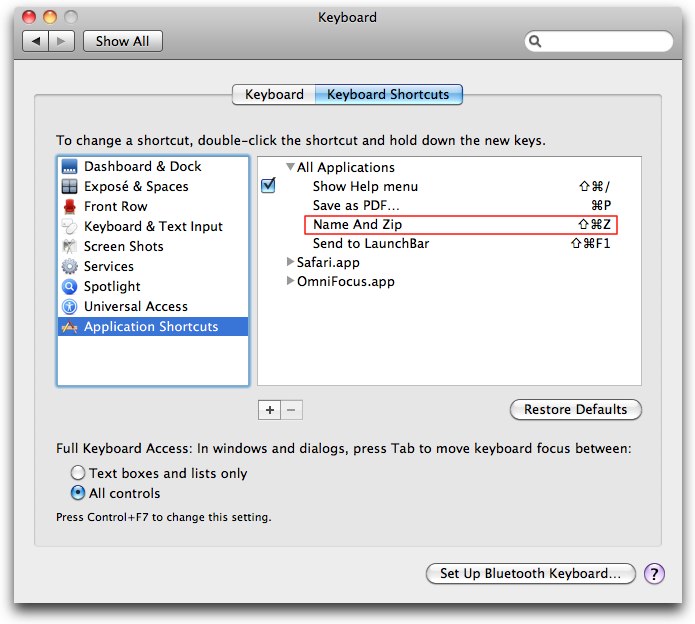 Keyboard
Show All
Keyboard Keyboard Shortcuts
To change a shortcut, double-click the shortcut and hold down the new keys.
Dashboard & Dock
Exposé & Spaces
Front Row
Keyboard & Text Input
Screen Shots
Services
Spotlight
Universal Access
Application Shortcuts
All Applications
Show Help menu ⇧⌘/
Save as PDF... ⌘P
Name And Zip ⇧⌘Z
Send to LaunchBar ⇧⌘F1
Safari.app
OmniFocus.app
+ −
Restore Defaults
Full Keyboard Access: In windows and dialogs, press Tab to move keyboard focus between:
Text boxes and lists only
All controls
Press Control+F7 to change this setting.
Set Up Bluetooth Keyboard... ?